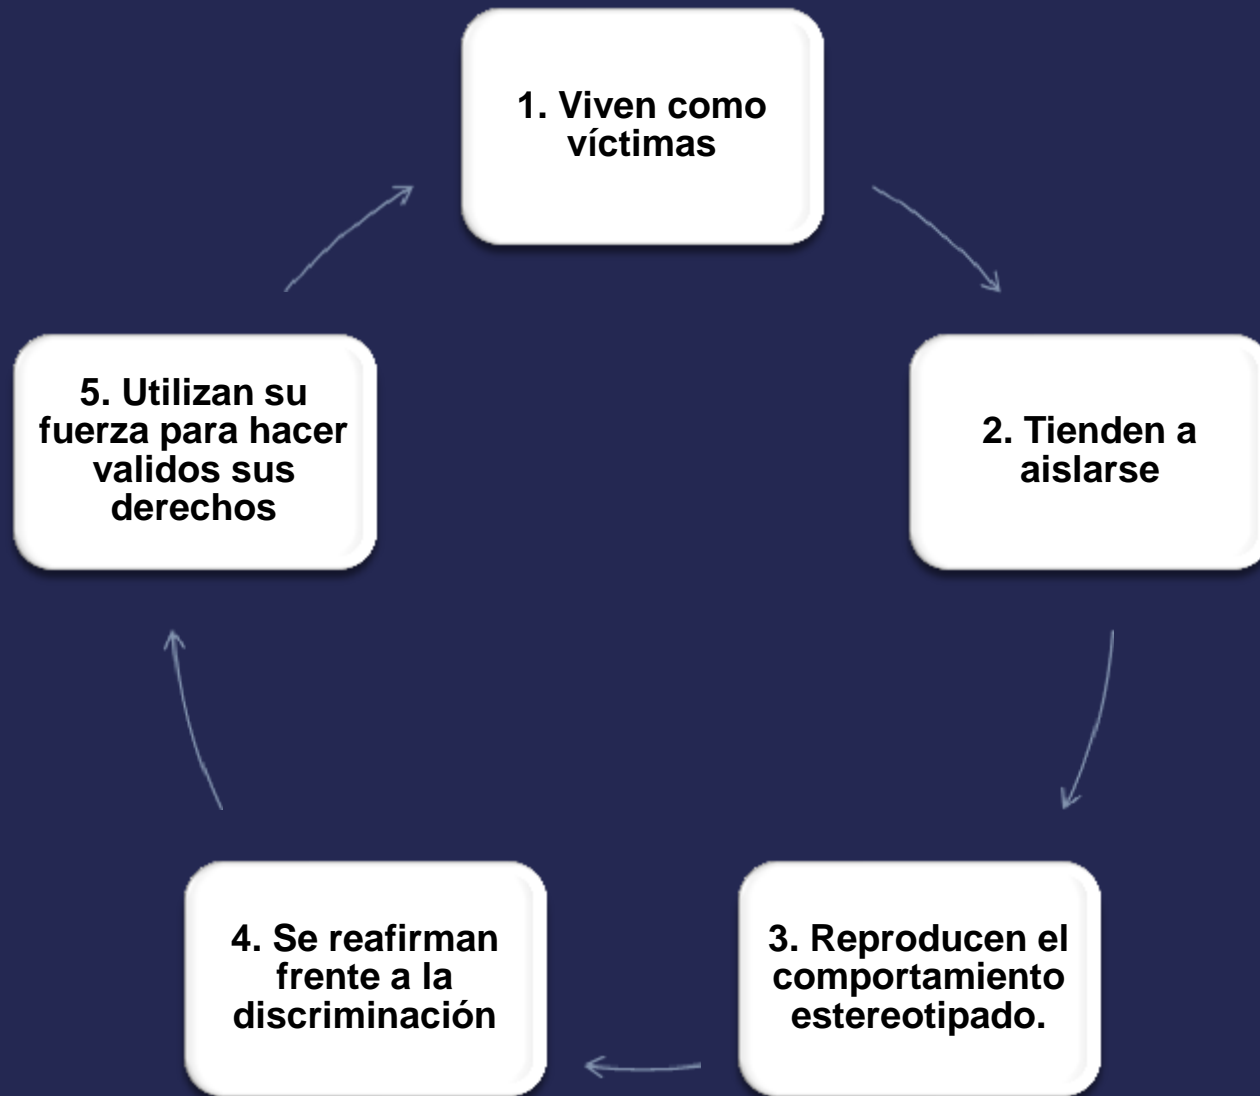 1. Viven como
víctimas
2. Tienden a
aislarse
3. Reproducen el
comportamiento
estereotipado.
4. Se reafirman
frente a la
discriminación
5. Utilizan su
fuerza para hacer
validos sus
derechos